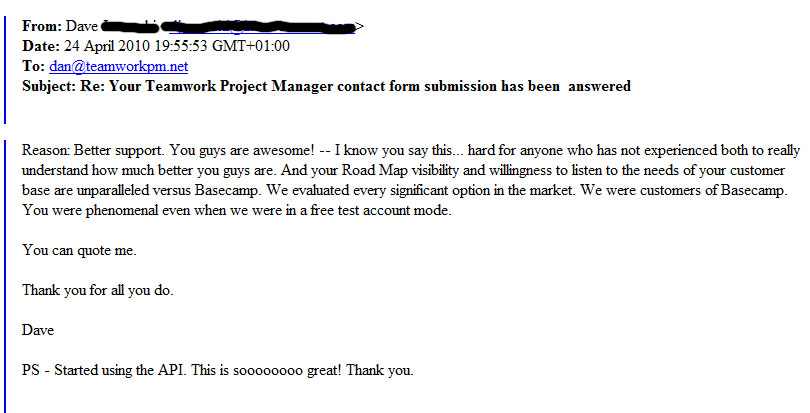 From: Dave >
Date: 24 April 2010 19:55:53 GMT+01:00
To: dan@teamworkpm.net
Subject: Re: Your Teamwork Project Manager contact form submission has been  answered
Reason: Better support. You guys are awesome! -- I know you say this... hard for anyone who has not experienced both to really
understand how much better you guys are. And your Road Map visibility and willingness to listen to the needs of your customer
base are unparalleled versus Basecamp. We evaluated every significant option in the market. We were customers of Basecamp.
You were phenomenal even when we were in a free test account mode.
You can quote me.
Thank you for all you do.
Dave
PS - Started using the API. This is soooooooo great! Thank you.